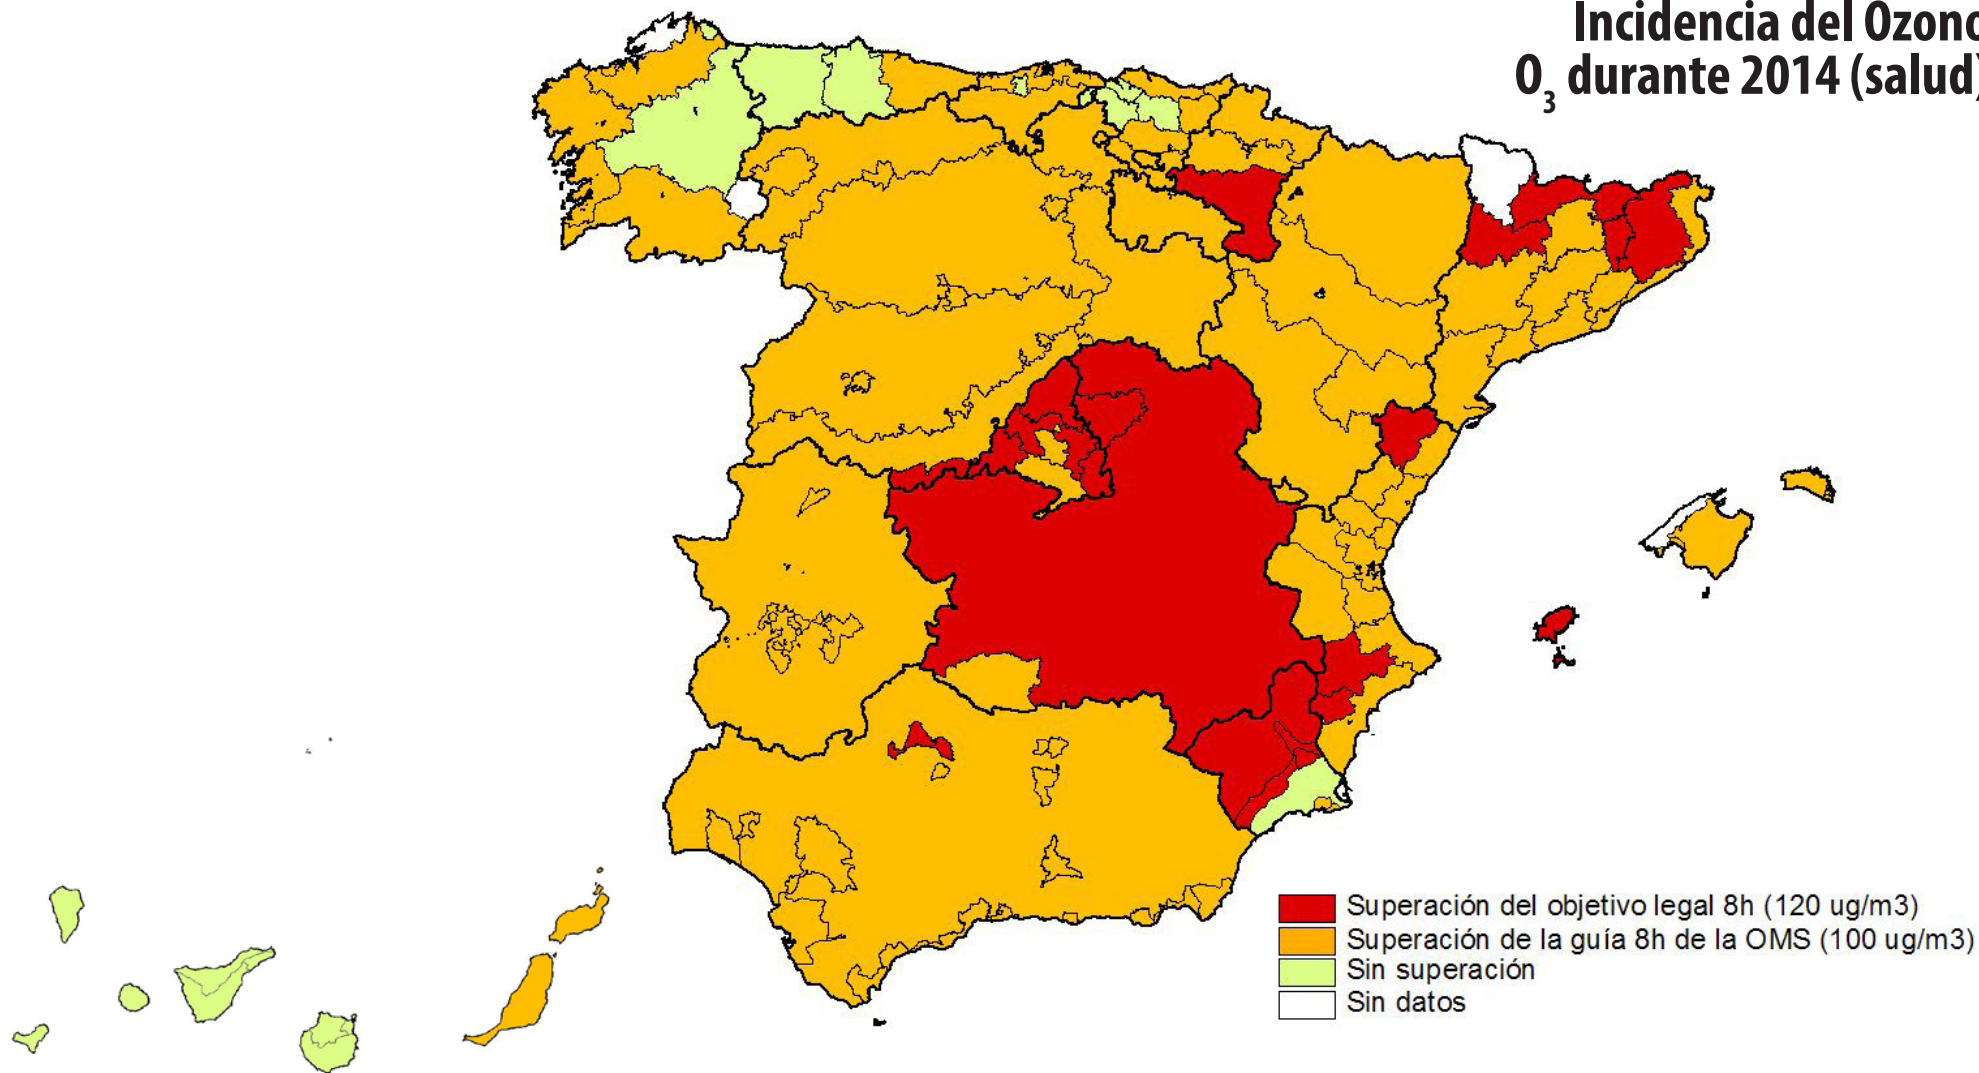 Incidencia del Ozono
O₃ durante 2014 (salud)
Superación del objetivo legal 8h (120 ug/m3)
Superación de la guía 8h de la OMS (100 ug/m3)
Sin superación
Sin datos